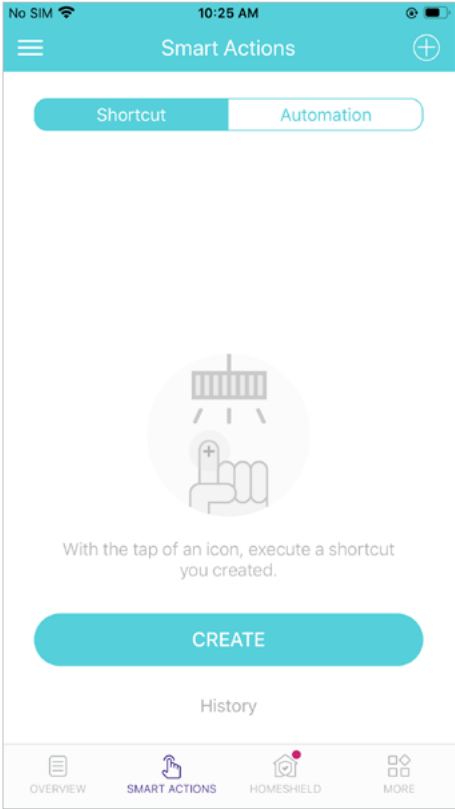 No SIM 10:25 AM
Smart Actions
Shortcut Automation
With the tap of an icon, execute a shortcut
you created.
CREATE
History
OVERVIEW SMART ACTIONS HOMESHIELD MORE